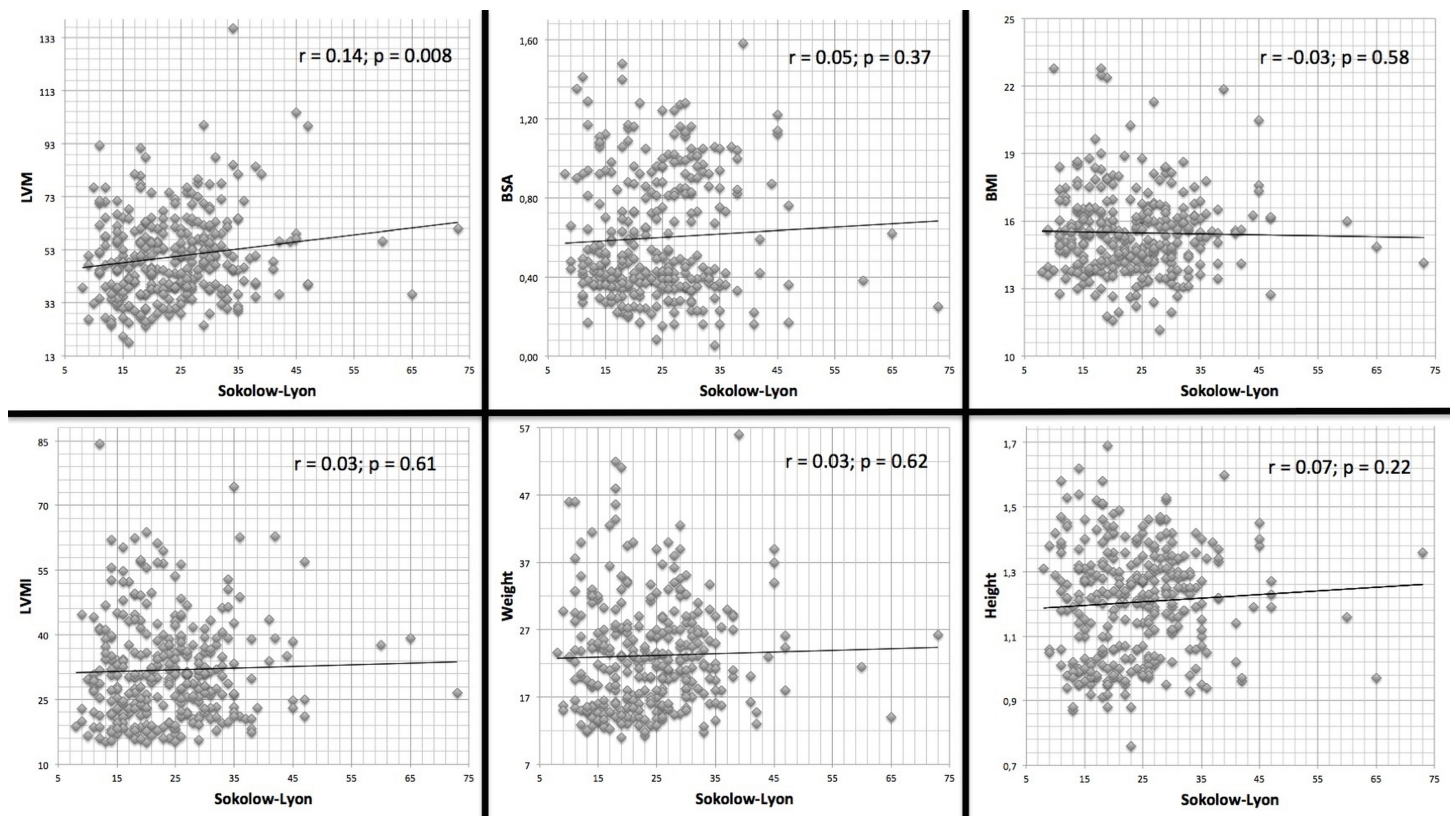 133
113
93
73
53
33
13
LVM
r = 0.14; p = 0.008
5 15 25 35 45 55 65 75
Sokolow-Lyon
1,60
1,20
0,80
0,40
0,00
BSA
r = 0.05; p = 0.37
5 15 25 35 45 55 65 75
Sokolow-Lyon
25
22
19
16
13
10
BMI
r = -0.03; p = 0.58
5 15 25 35 45 55 65 75
Sokolow-Lyon
85
70
55
40
25
10
LVMI
r = 0.03; p = 0.61
5 15 25 35 45 55 65 75
Sokolow-Lyon
57
47
37
27
17
7
Weight
r = 0.03; p = 0.62
5 15 25 35 45 55 65 75
Sokolow-Lyon
1,7
1,5
1,3
1,1
0,9
0,7
Height
r = 0.07; p = 0.22
5 15 25 35 45 55 65 75
Sokolow-Lyon